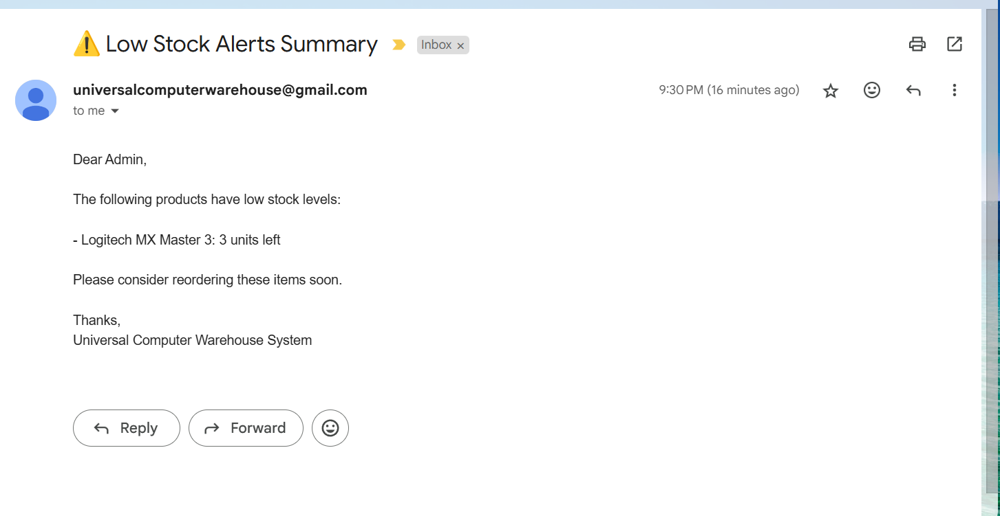 ⚠️ Low Stock Alerts Summary Inbox ×
universalcomputerwarehouse@gmail.com 9:30 PM (16 minutes ago)
to me
Dear Admin,
The following products have low stock levels:
- Logitech MX Master 3: 3 units left
Please consider reordering these items soon.
Thanks,
Universal Computer Warehouse System
Reply Forward